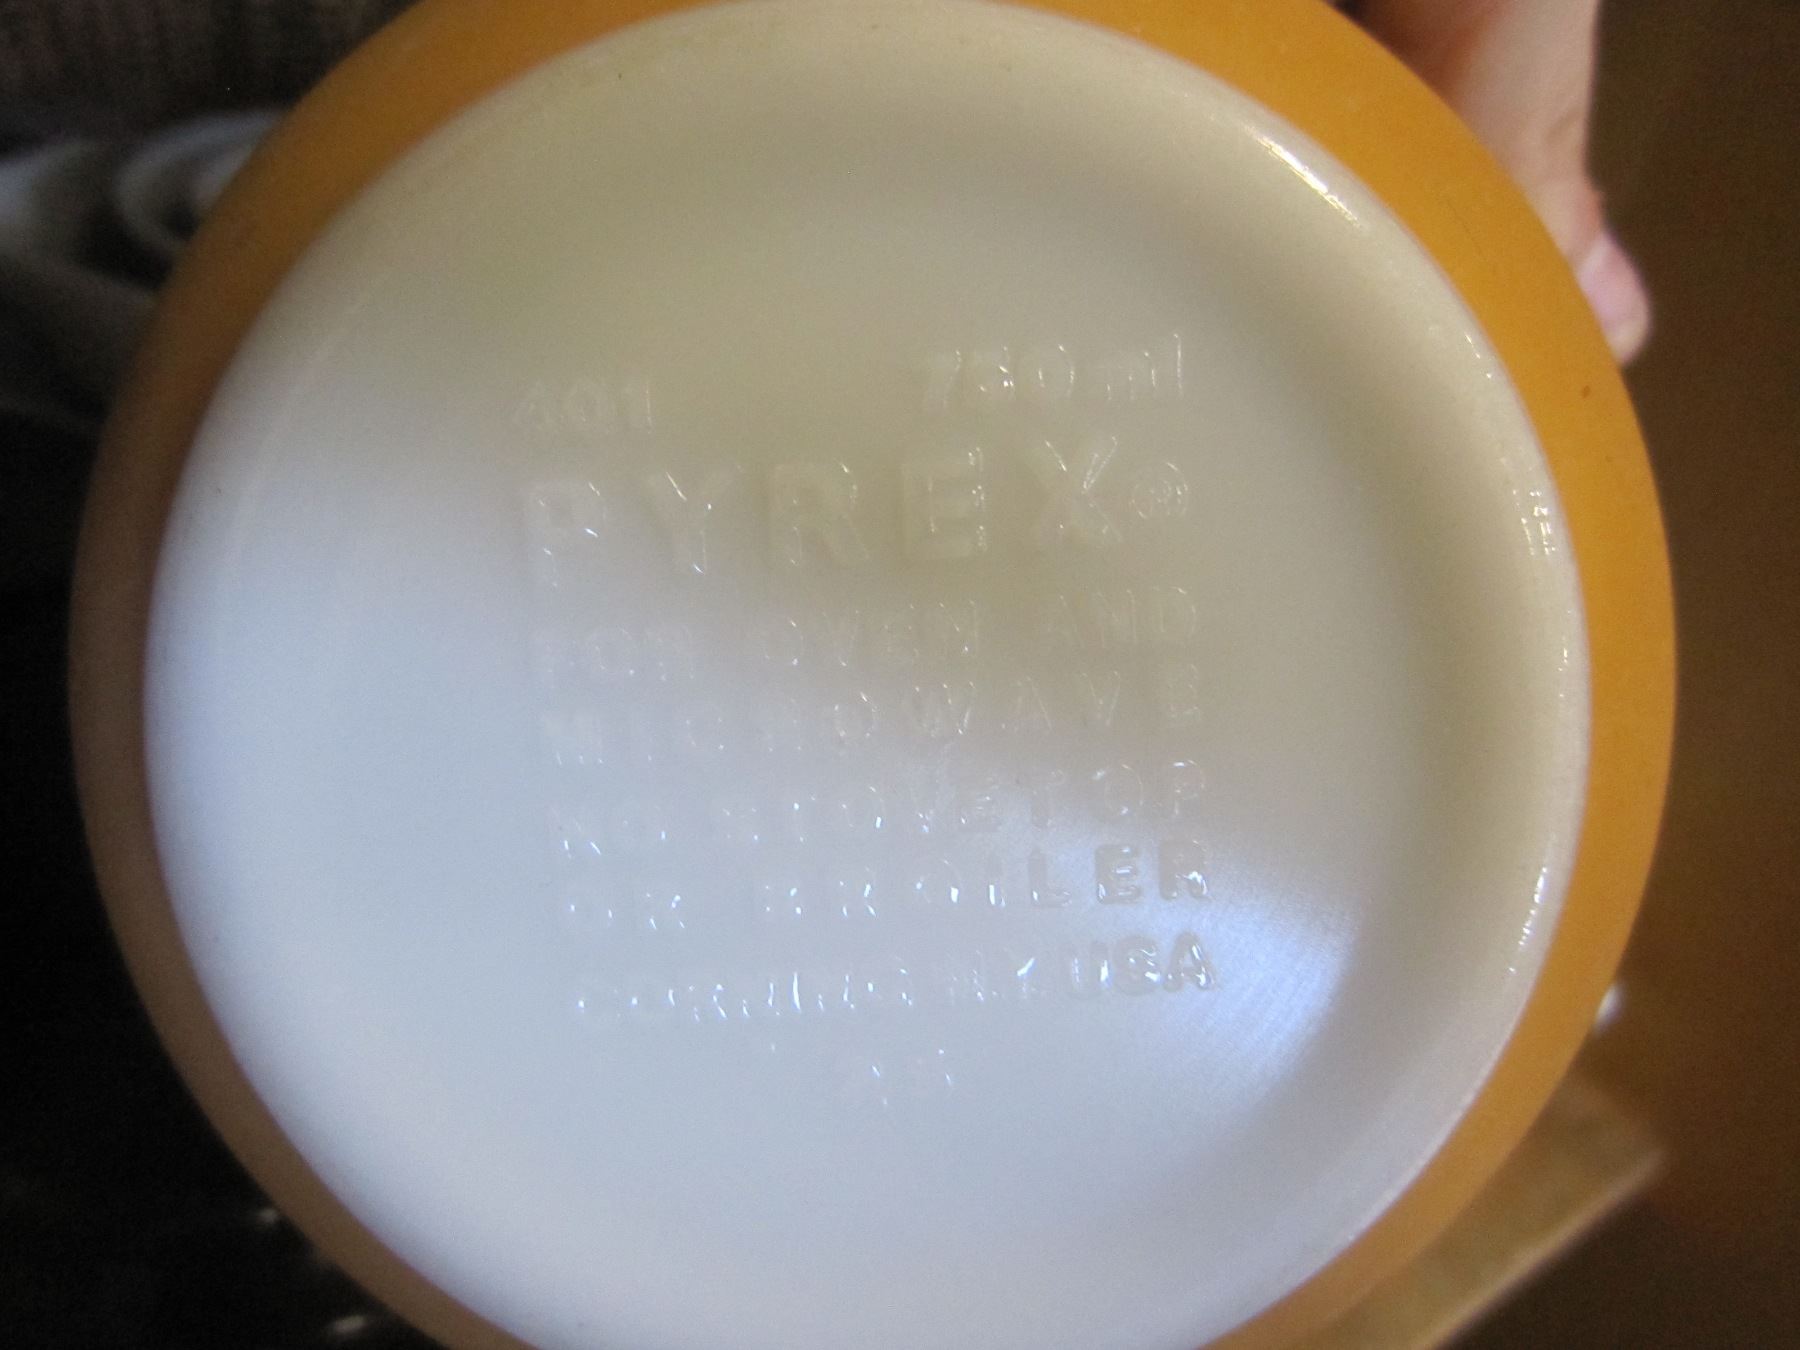 401 750 ml
PYREX®
FOR OVEN AND
MICROWAVE
NO STOVETOP
OR BROILER
CORNING NY USA